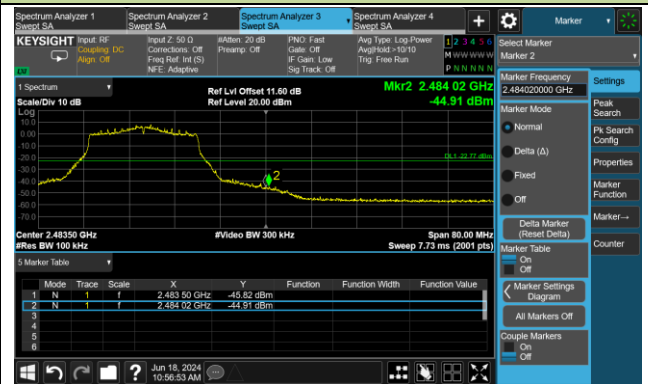 Spectrum Analyzer 1
Swept SA
Spectrum Analyzer 2
Swept SA
Spectrum Analyzer 3
Swept SA
Spectrum Analyzer 4
Swept SA
+
Marker
KEYSIGHT
Input: RF
Coupling: DC
Align: Off
Input Z: 50 Ω
Corrections: Off
Freq Ref: Int (S)
NFE: Adaptive
#Atten: 20 dB
Preamp: Off
PNO: Fast
Gate: Off
IF Gain: Low
Sig Track: Off
Avg Type: Log-Power
Avg|Hold:>10/10
Trig: Free Run
1 2 3 4 5 6
M W W W W W
P N N N N N
LXI
Select Marker
Marker 2
1 Spectrum
Scale/Div 10 dB
Ref Lvl Offset 11.60 dB
Ref Level 20.00 dBm
Mkr2 2.484 02 GHz
-44.91 dBm
Log
10.0
0.00
-10.0
-20.0
-30.0
-40.0
-50.0
-60.0
-70.0
DL1 -22.77 dBm
2
Center 2.48350 GHz
#Res BW 100 kHz
#Video BW 300 kHz
Span 80.00 MHz
Sweep 7.73 ms (2001 pts)
5 Marker Table
Mode Trace Scale X Y Function Function Width Function Value
1 N 1 f 2.483 50 GHz -45.82 dBm
2 N 1 f 2.484 02 GHz -44.91 dBm
3
4
5
6
Marker Frequency
2.484020000 GHz
Marker Mode
Normal
Delta (Δ)
Fixed
Off
Delta Marker
(Reset Delta)
Marker Table
On
Off
Marker Settings
Diagram
All Markers Off
Couple Markers
On
Off
Settings
Peak
Search
Pk Search
Config
Properties
Marker
Function
Marker→
Counter
?
Jun 18, 2024
10:56:53 AM